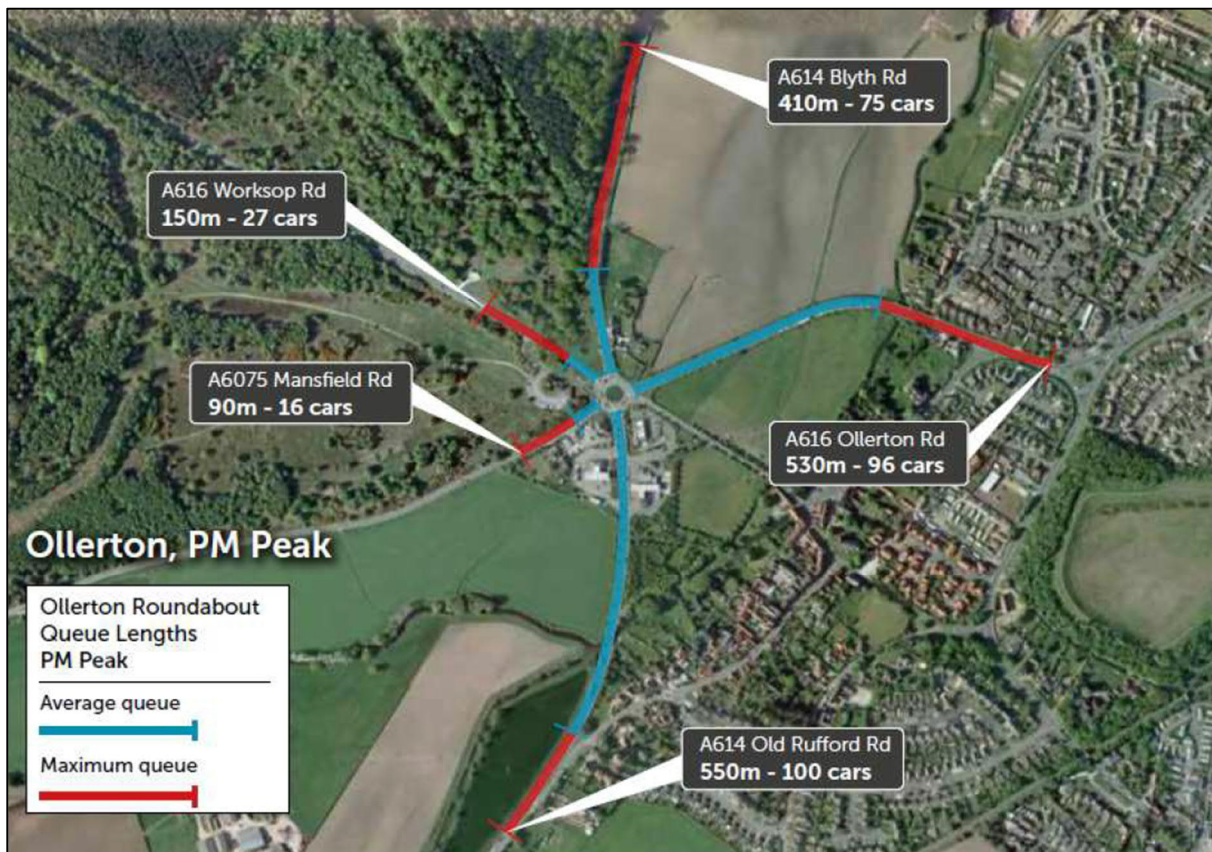 A614 Blyth Rd
410m - 75 cars
A616 Worksop Rd
150m - 27 cars
A6075 Mansfield Rd
90m - 16 cars
A616 Ollerton Rd
530m - 96 cars
Ollerton, PM Peak
Ollerton Roundabout
Queue Lengths
PM Peak
Average queue
Maximum queue
A614 Old Rufford Rd
550m - 100 cars